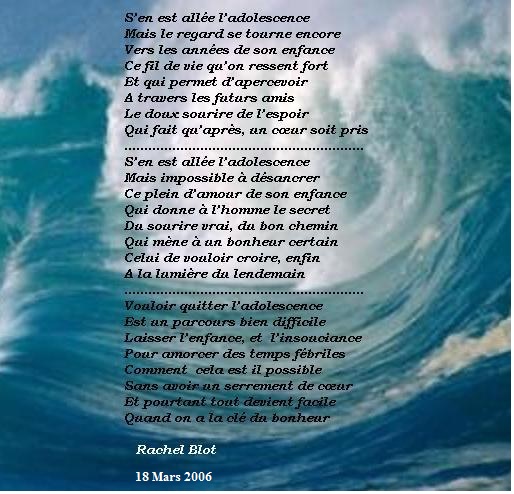 S'en est allée l'adolescence
Mais le regard se tourne encore
Vers les années de son enfance
Ce fil de vie qu'on ressent fort
Et qui permet d'apercevoir
A travers les futurs amis
Le doux sourire de l'espoir
Qui fait qu'après, un cœur soit pris
............................................................
S'en est allée l'adolescence
Mais impossible à désancrer
Ce plein d'amour de son enfance
Qui donne à l'homme le secret
Du sourire vrai, du bon chemin
Qui mène à un bonheur certain
Celui de vouloir croire, enfin
A la lumière du lendemain
............................................................
Vouloir quitter l'adolescence
Est un parcours bien difficile
Laisser l'enfance, et  l'insouciance
Pour amorcer des temps fébriles
Comment  cela est il possible
Sans avoir un serrement de cœur
Et pourtant tout devient facile
Quand on a la clé du bonheur
Rachel Blot
18 Mars 2006